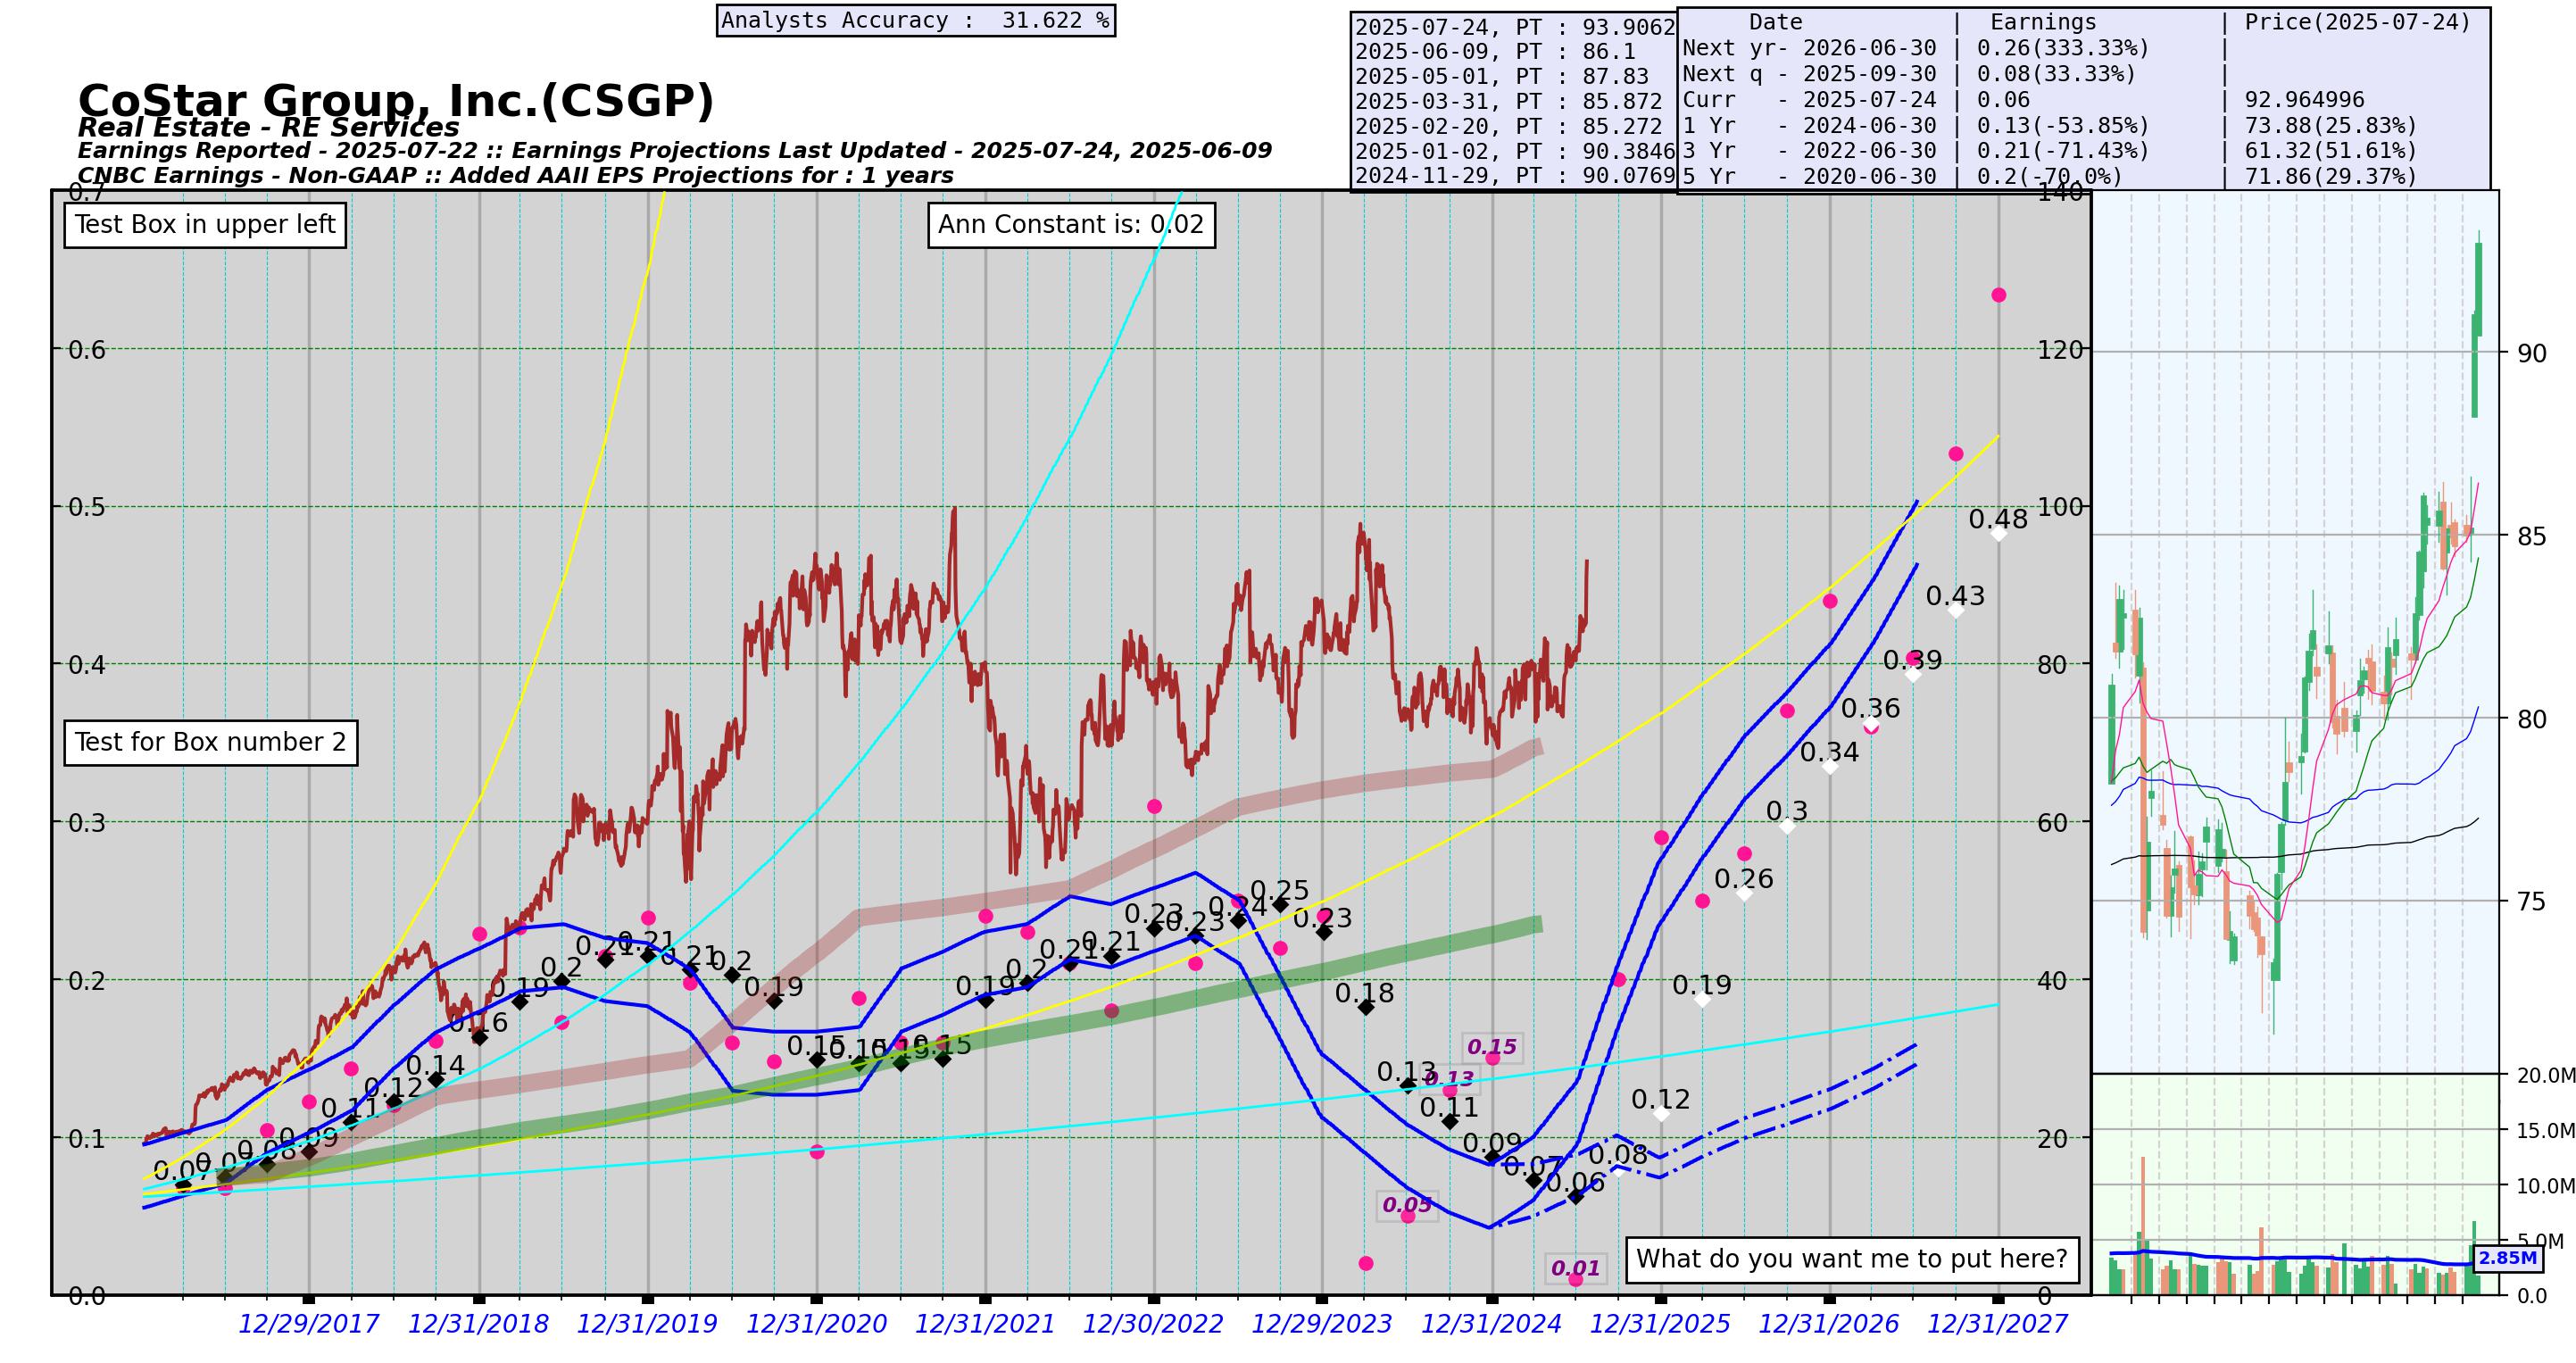 Analysts Accuracy :  31.622 %
2025-07-24, PT : 93.9062
2025-06-09, PT : 86.1
2025-05-01, PT : 87.83
2025-03-31, PT : 85.872
2025-02-20, PT : 85.272
2025-01-02, PT : 90.3846
2024-11-29, PT : 90.0769
Date | Earnings | Price(2025-07-24)
Next yr- 2026-06-30 | 0.26(333.33%) |
Next q - 2025-09-30 | 0.08(33.33%) |
Curr - 2025-07-24 | 0.06 | 92.964996
1 Yr - 2024-06-30 | 0.13(-53.85%) | 73.88(25.83%)
3 Yr - 2022-06-30 | 0.21(-71.43%) | 61.32(51.61%)
5 Yr - 2020-06-30 | 0.2(-70.0%) | 71.86(29.37%)
CoStar Group, Inc.(CSGP)
Real Estate - RE Services
Earnings Reported - 2025-07-22 :: Earnings Projections Last Updated - 2025-07-24, 2025-06-09
CNBC Earnings - Non-GAAP :: Added AAII EPS Projections for : 1 years
Test Box in upper left
Ann Constant is: 0.02
Test for Box number 2
What do you want me to put here?
0.7
0.6
0.5
0.4
0.3
0.2
0.1
0.0
140
120
100
80
60
40
20
0
0.07
0.08
0.09
0.11
0.12
0.14
0.16
0.19
0.2
0.21
0.21
0.21
0.2
0.19
0.15
0.15
0.15
0.15
0.19
0.2
0.21
0.21
0.23
0.23
0.24
0.25
0.23
0.18
0.13
0.11
0.09
0.07
0.06
0.08
0.12
0.19
0.26
0.3
0.34
0.36
0.39
0.43
0.48
0.05
0.13
0.15
0.01
90
85
80
75
20.0M
15.0M
10.0M
5.0M
2.85M
0.0
12/29/2017
12/31/2018
12/31/2019
12/31/2020
12/31/2021
12/30/2022
12/29/2023
12/31/2024
12/31/2025
12/31/2026
12/31/2027